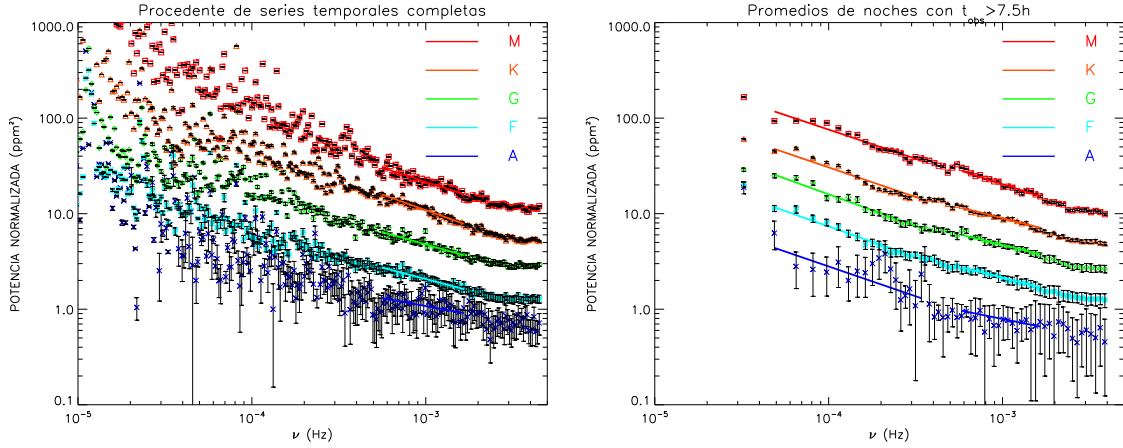 Procedente de series temporales completas
POTENCIA NORMALIZADA (ppm²)
1000.0
100.0
10.0
1.0
0.1
M
K
G
F
A
10⁻⁵
10⁻⁴
10⁻³
ν (Hz)
Promedios de noches con t_obs >7.5h
POTENCIA NORMALIZADA (ppm²)
1000.0
100.0
10.0
1.0
0.1
M
K
G
F
A
10⁻⁵
10⁻⁴
10⁻³
ν (Hz)